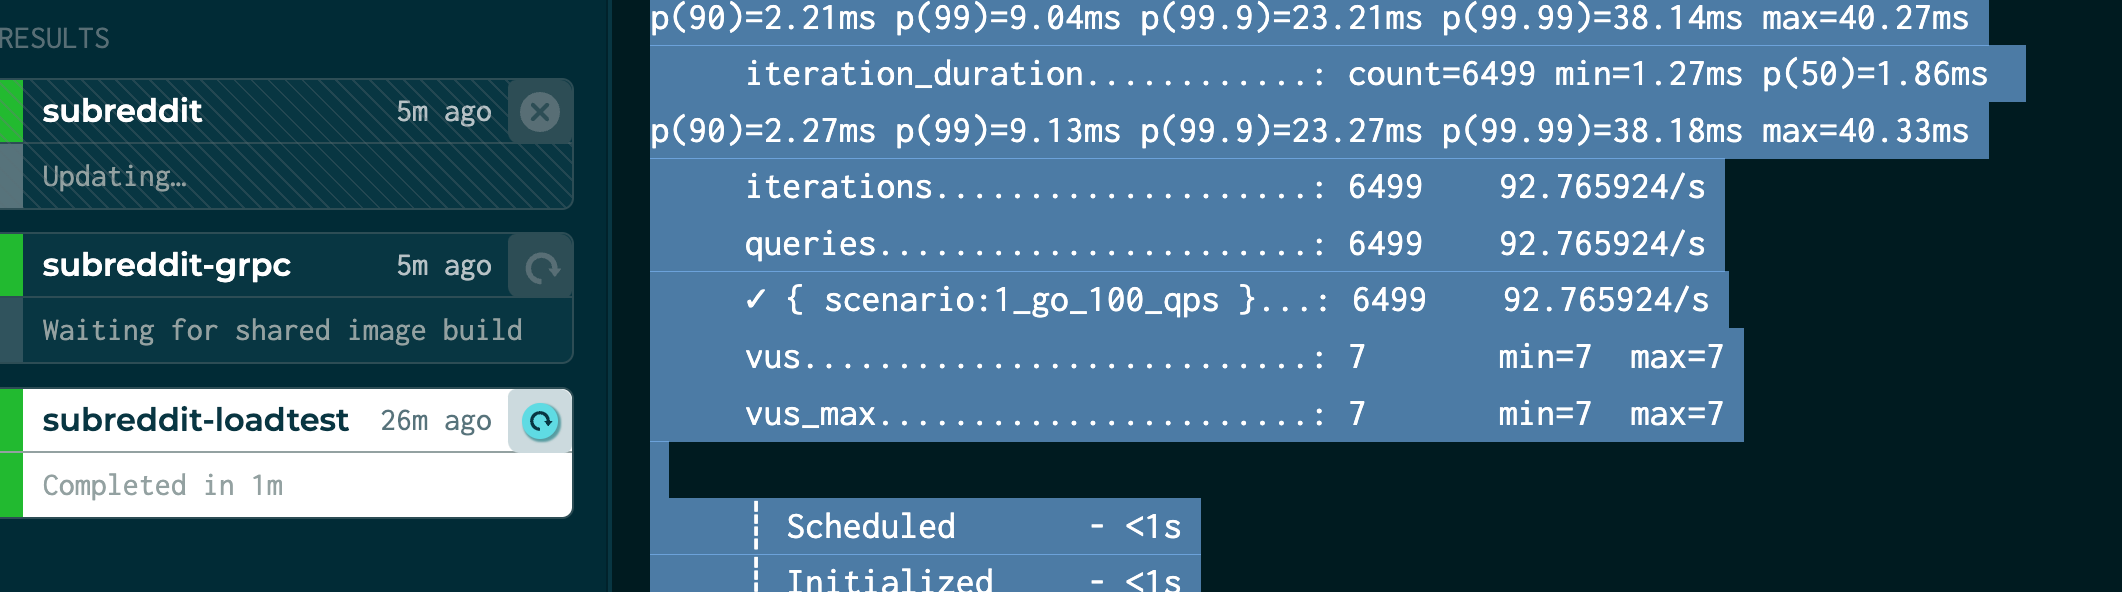 RESULTS
subreddit 5m ago
Updating…
subreddit-grpc 5m ago
Waiting for shared image build
subreddit-loadtest 26m ago
Completed in 1m
p(90)=2.21ms p(99)=9.04ms p(99.9)=23.21ms p(99.99)=38.14ms max=40.27ms
iteration_duration............: count=6499 min=1.27ms p(50)=1.86ms
p(90)=2.27ms p(99)=9.13ms p(99.9)=23.27ms p(99.99)=38.18ms max=40.33ms
iterations....................: 6499 92.765924/s
queries.......................: 6499 92.765924/s
✓ { scenario:1_go_100_qps }...: 6499 92.765924/s
vus...........................: 7 min=7 max=7
vus_max.......................: 7 min=7 max=7
┊ Scheduled - <1s
┊ Initialized - <1s